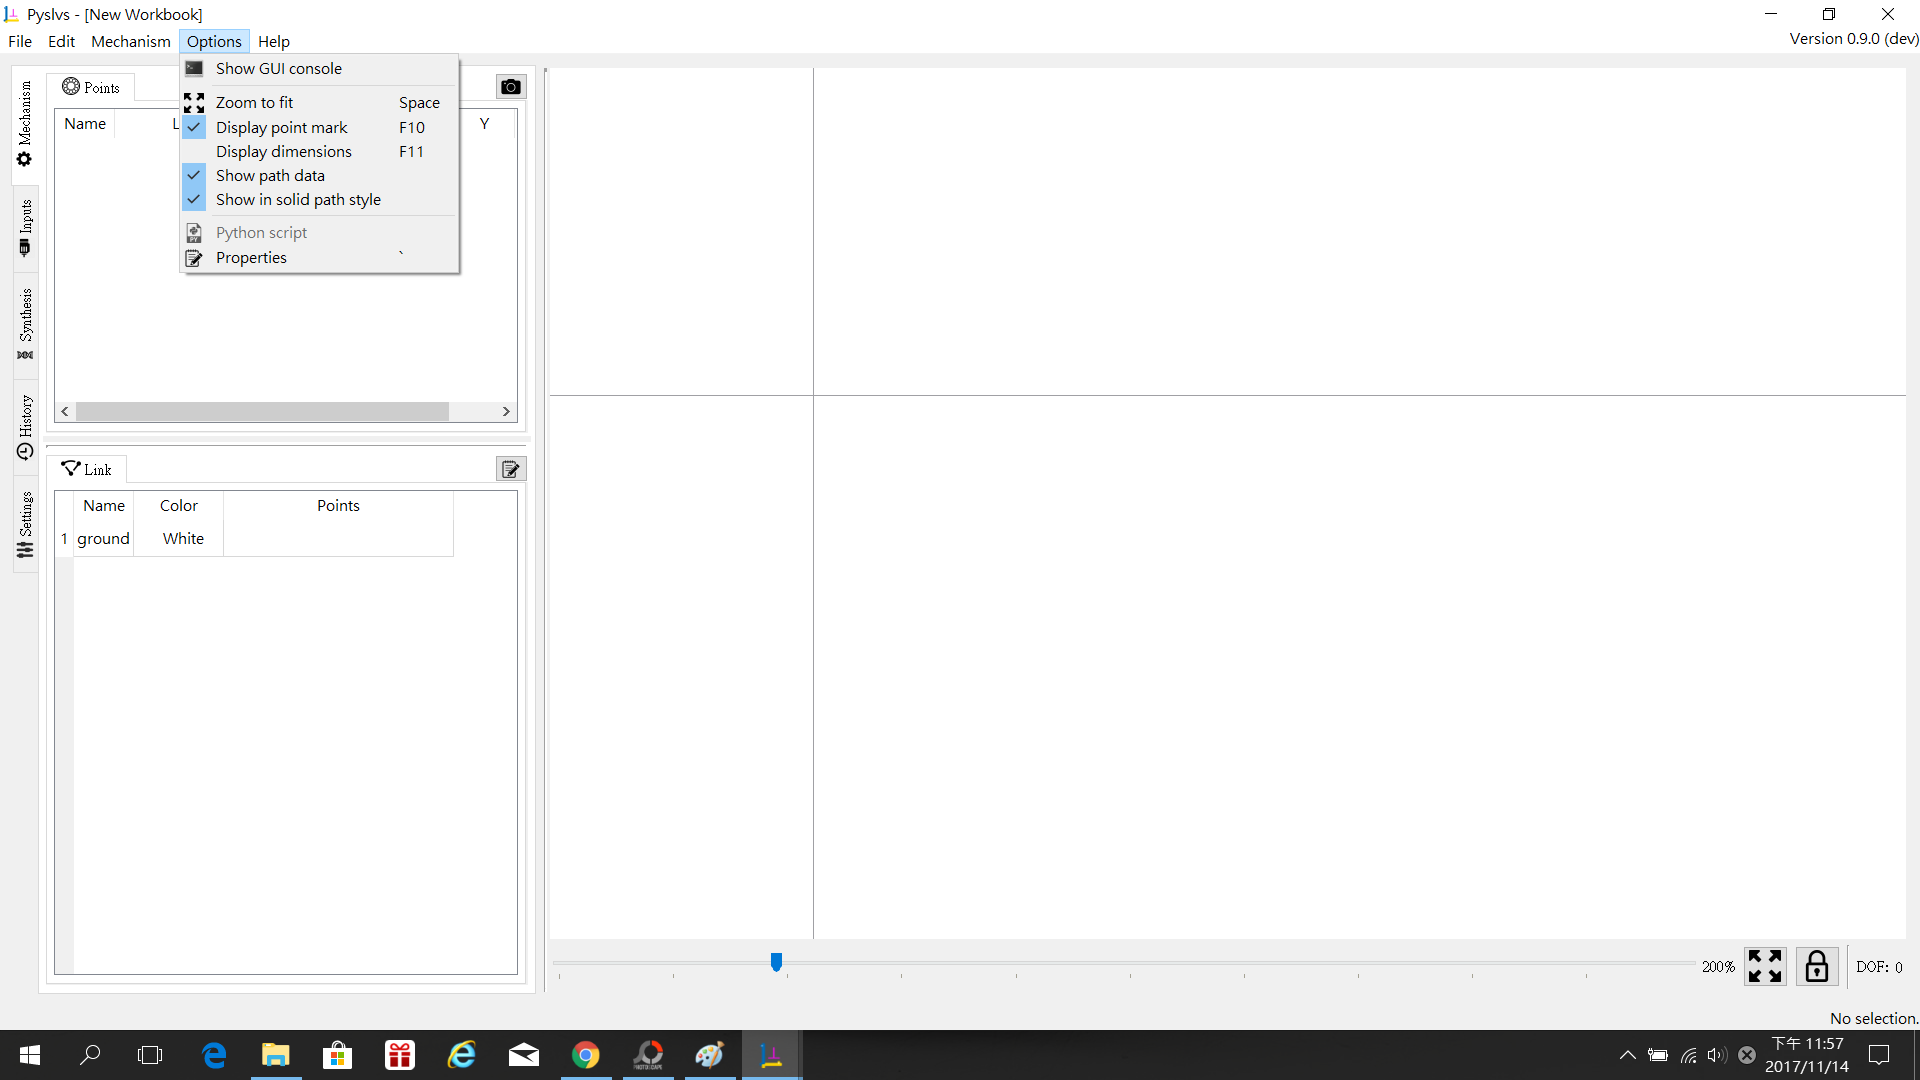 Pyslvs - [New Workbook]
File Edit Mechanism Options Help
Version 0.9.0 (dev)
Show GUI console
Zoom to fit Space
Display point mark F10
Display dimensions F11
Show path data
Show in solid path style
Python script
Properties `
Mechanism
Inputs
Synthesis
History
Settings
Points
Name L Y
Link
Name Color Points
1 ground White
200%
DOF: 0
No selection.
下午 11:57
2017/11/14